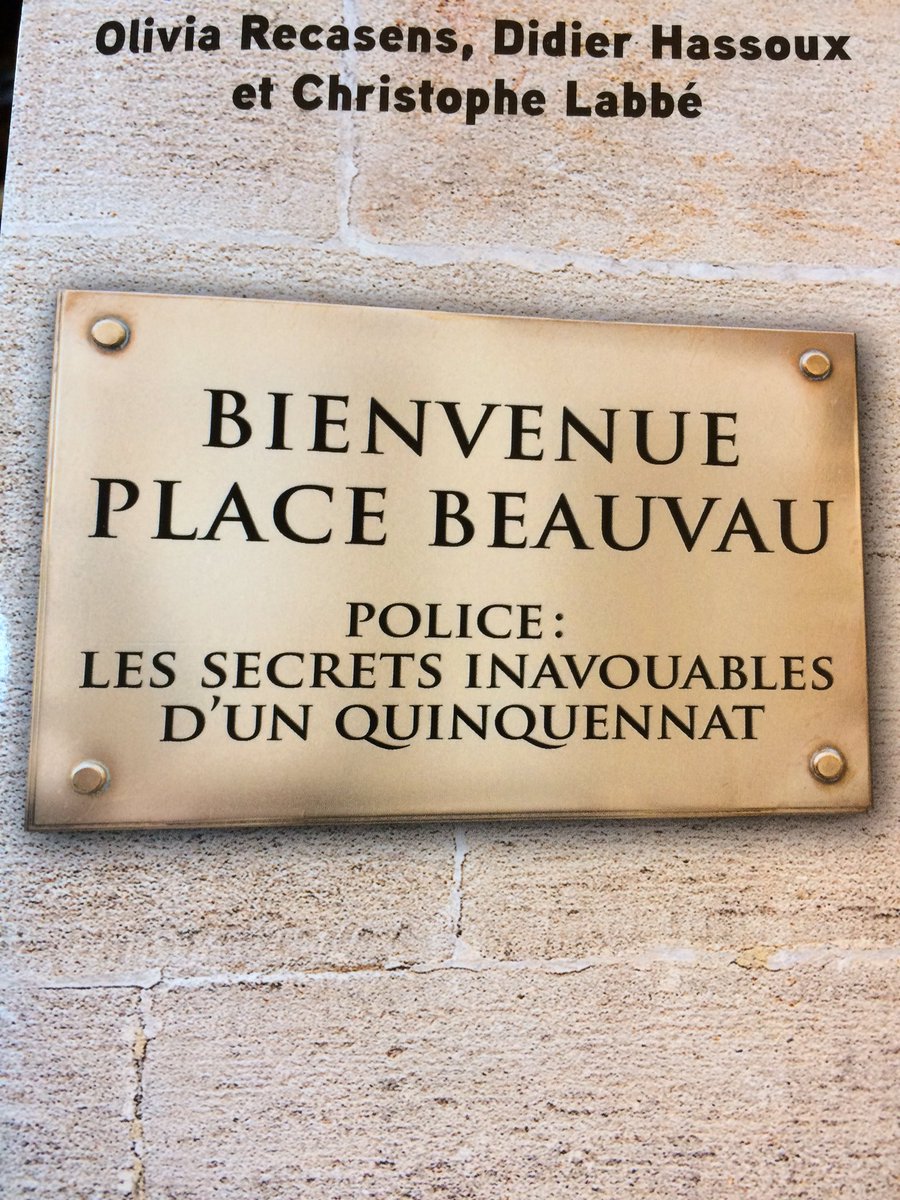 Olivia Recasens, Didier Hassoux
et Christophe Labbé
BIENVENUE
PLACE BEAUVAU
POLICE :
LES SECRETS INAVOUABLES
D'UN QUINQUENNAT